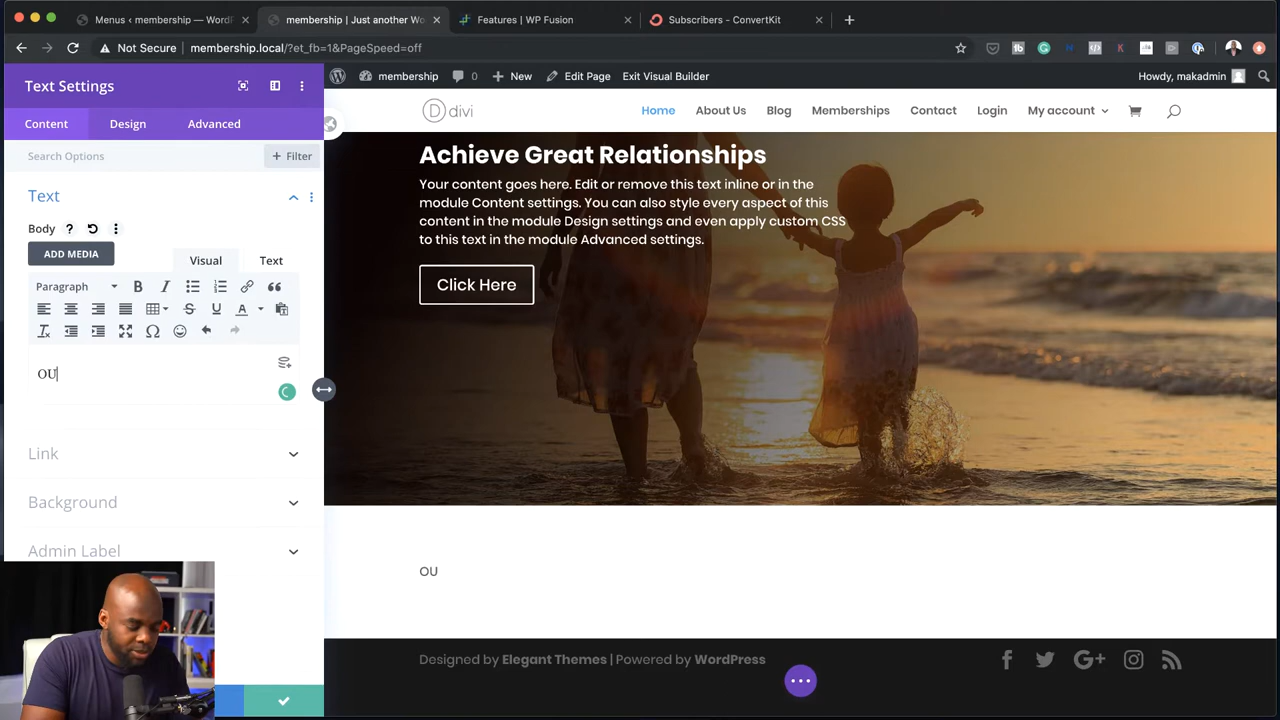 Menus ‹ membership — WordP
membership | Just another Wo
Features | WP Fusion
Subscribers - ConvertKit
Not Secure
membership.local/?et_fb=1&PageSpeed=off
membership
0
New
Edit Page
Exit Visual Builder
Howdy, makadmin
Text Settings
Content
Design
Advanced
Search Options
+ Filter
Text
Body
?
ADD MEDIA
Visual
Text
Paragraph
B
I
U
A
OU
Link
Background
Admin Label
D divi
Home
About Us
Blog
Memberships
Contact
Login
My account
Achieve Great Relationships
Your content goes here. Edit or remove this text inline or in the
module Content settings. You can also style every aspect of this
content in the module Design settings and even apply custom CSS
to this text in the module Advanced settings.
Click Here
OU
Designed by Elegant Themes | Powered by WordPress